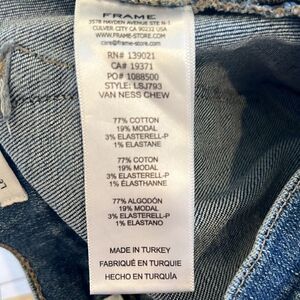 FRAME
3578 HAYDEN AVENUE STE N-1
CULVER CITY CA 90232 USA
WWW.FRAME-STORE.COM
care@frame-store.com
RN# 139021
CA# 19371
PO# 1088500
STYLE: LSJ793
VAN NESS CHEW
77% COTTON
19% MODAL
3% ELASTERELL-P
1% ELASTANE
77% COTON
19% MODAL
3% ELASTERELL-P
1% ÉLASTHANNE
77% ALGODÓN
19% MODAL
3% ELASTERELL-P
1% ELASTANO
MADE IN TURKEY
FABRIQUÉ EN TURQUIE
HECHO EN TURQUÍA